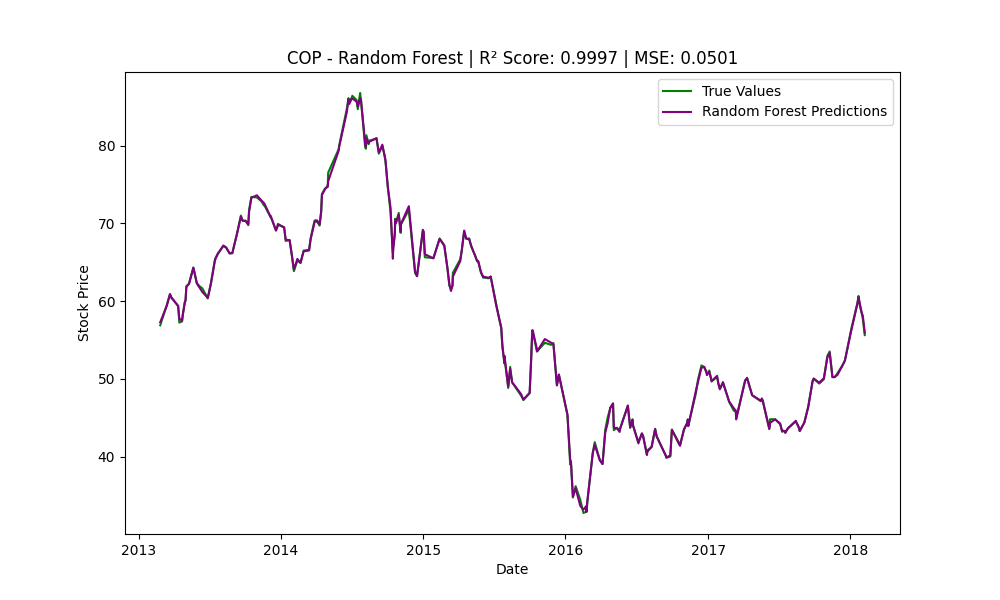 COP - Random Forest | R² Score: 0.9997 | MSE: 0.0501
True Values
Random Forest Predictions
Stock Price
80
70
60
50
40
2013 2014 2015 2016 2017 2018
Date